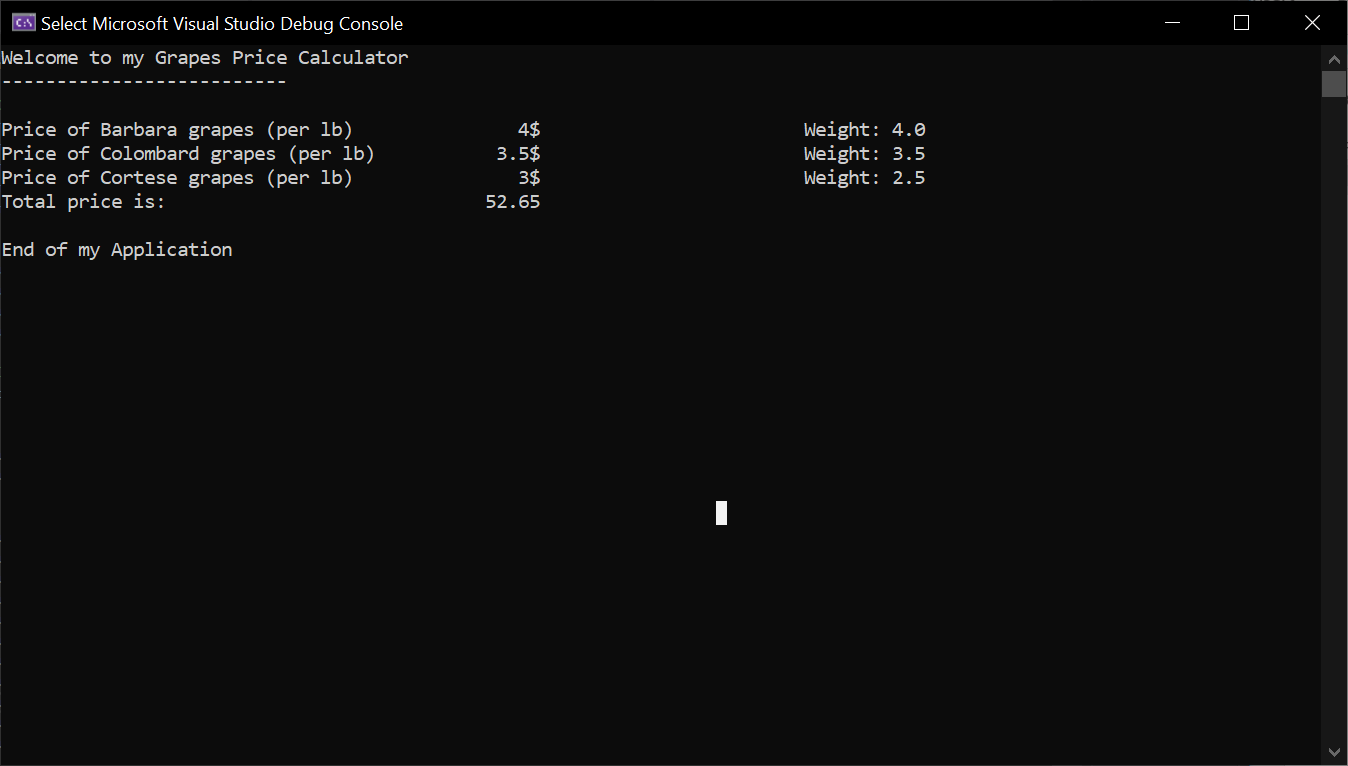 Select Microsoft Visual Studio Debug Console
Welcome to my Grapes Price Calculator
--------------------------
Price of Barbara grapes (per lb) 4$ Weight: 4.0
Price of Colombard grapes (per lb) 3.5$ Weight: 3.5
Price of Cortese grapes (per lb) 3$ Weight: 2.5
Total price is: 52.65
End of my Application